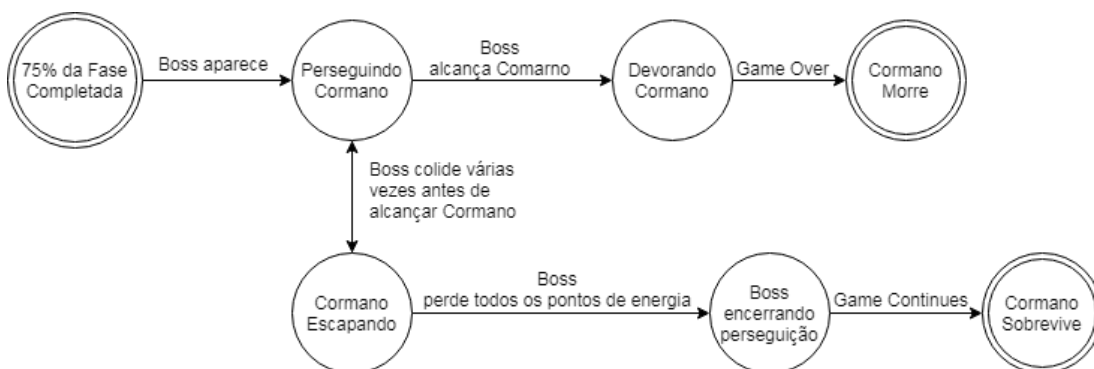 75% da Fase
Completada
Boss aparece
Perseguindo
Cormano
Boss
alcança Comarno
Devorando
Cormano
Game Over
Cormano
Morre
Boss colide várias
vezes antes de
alcançar Cormano
Cormano
Escapando
Boss
perde todos os pontos de energia
Boss
encerrando
perseguição
Game Continues
Cormano
Sobrevive